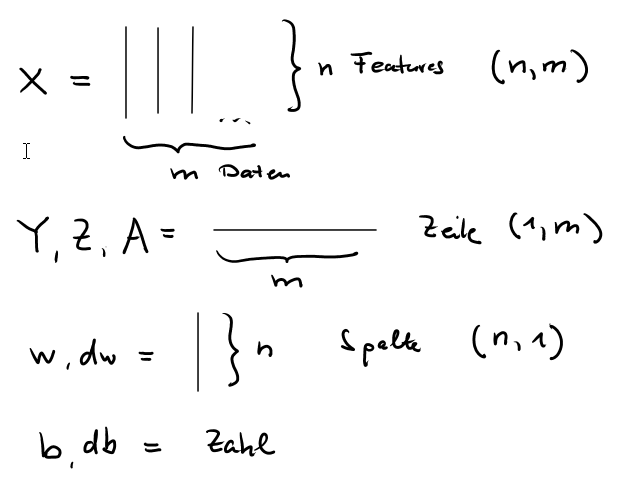 X = | | | } n Features (n,m)
m Daten
Y, Z, A = Zeile (1,m)
m
w, dw = | } n Spalte (n,1)
b, db = Zahl